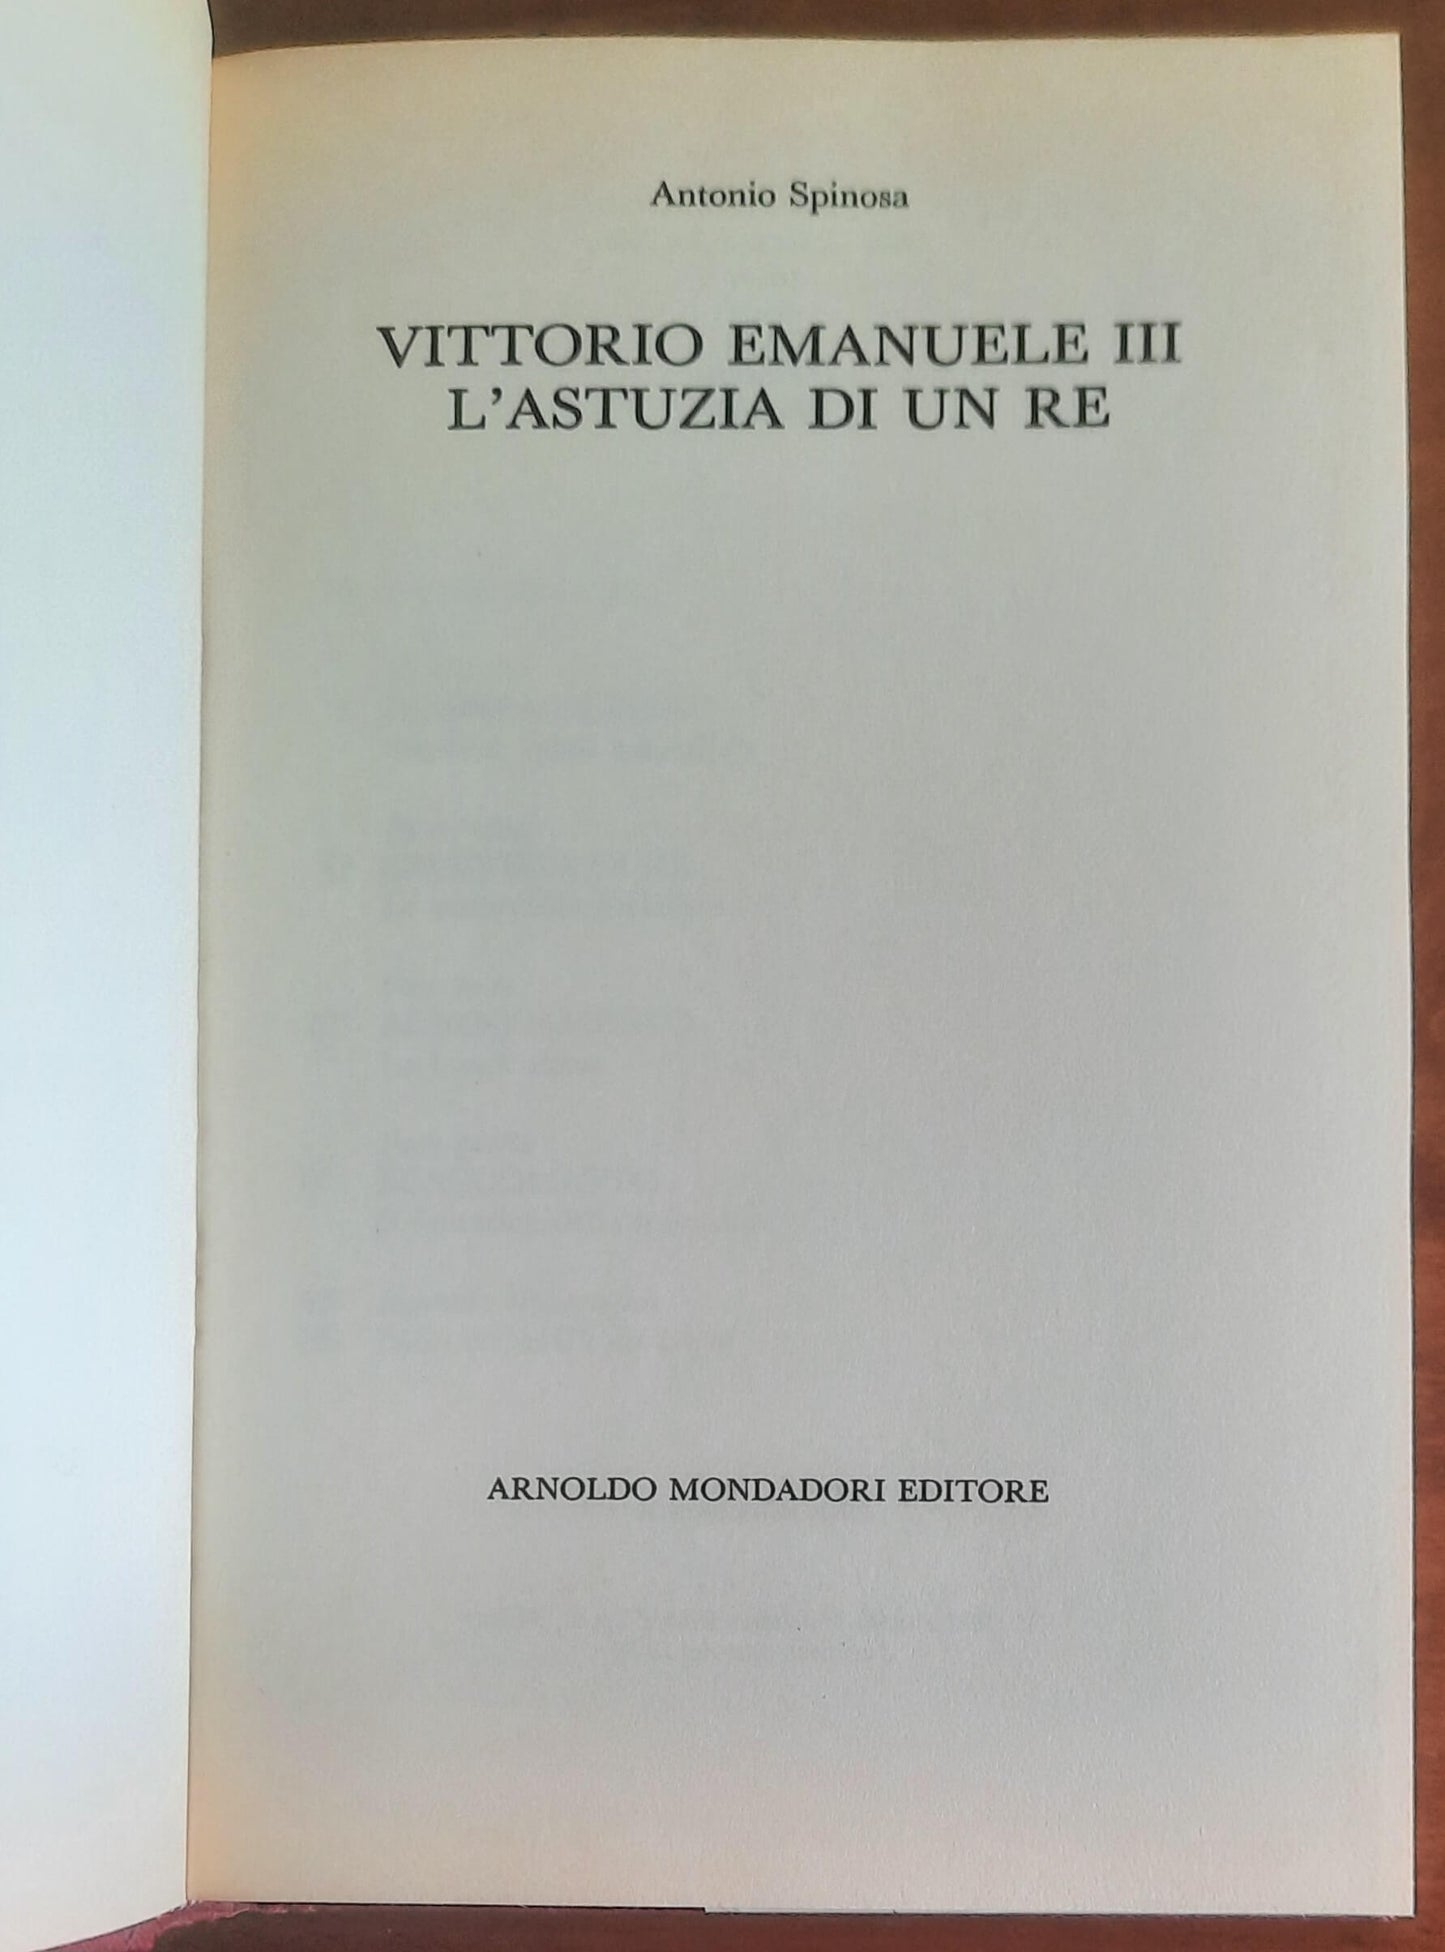 Antonio Spinosa
VITTORIO EMANUELE III
L'ASTUZIA DI UN RE
ARNOLDO MONDADORI EDITORE